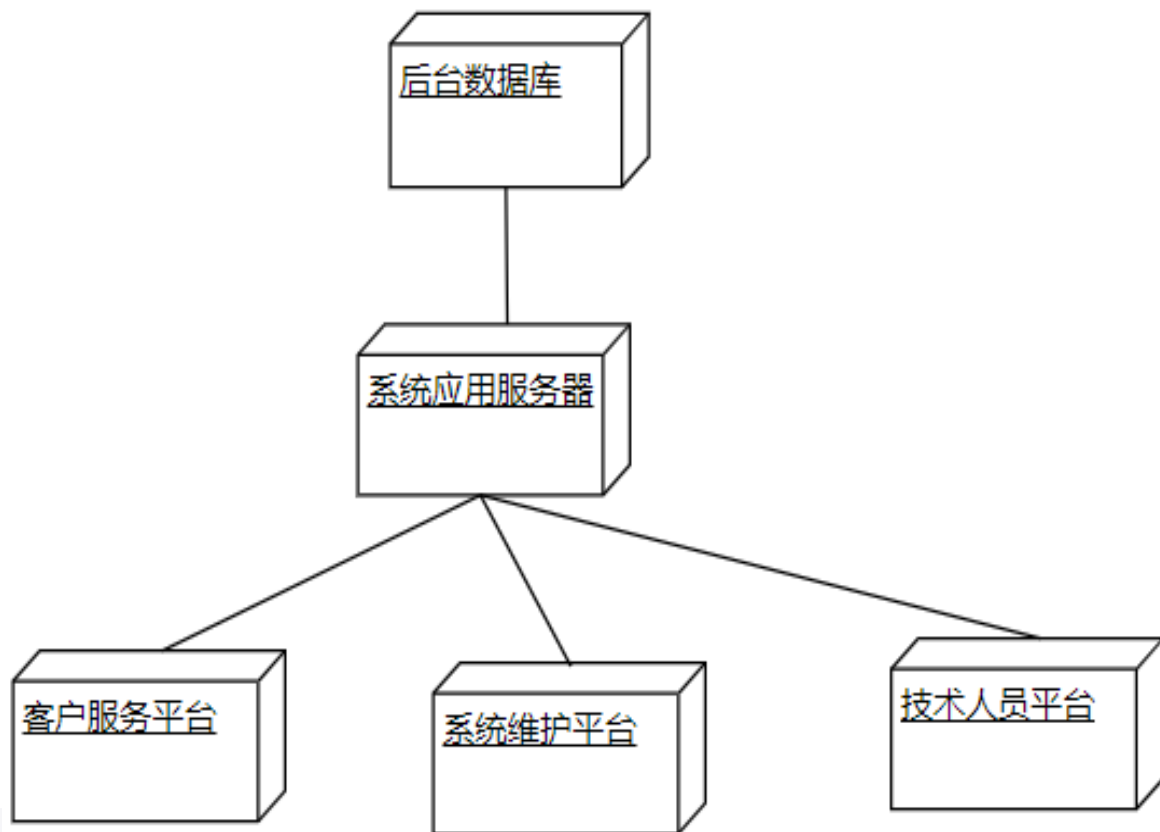 后台数据库
系统应用服务器
客户服务平台
系统维护平台
技术人员平台